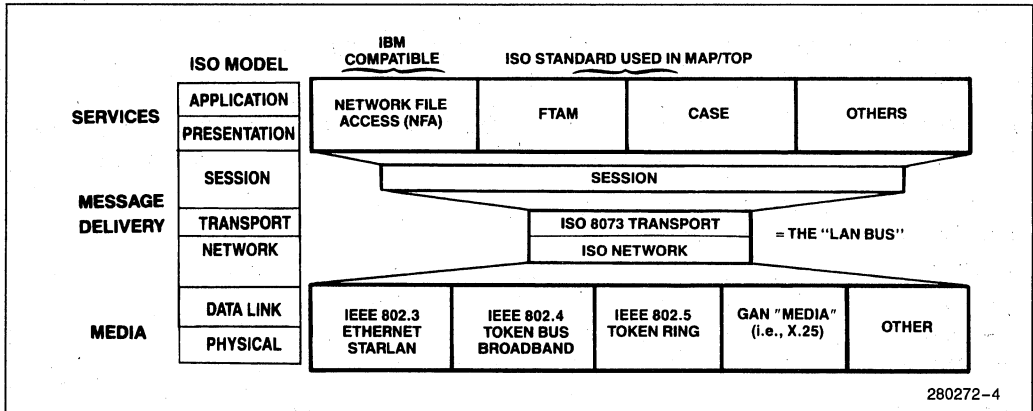 IBM
COMPATIBLE
ISO STANDARD USED IN MAP/TOP
ISO MODEL
SERVICES
APPLICATION
PRESENTATION
NETWORK FILE
ACCESS (NFA)
FTAM
CASE
OTHERS
MESSAGE
DELIVERY
SESSION
SESSION
TRANSPORT
NETWORK
ISO 8073 TRANSPORT
ISO NETWORK
= THE "LAN BUS"
MEDIA
DATA LINK
PHYSICAL
IEEE 802.3
ETHERNET
STARLAN
IEEE 802.4
TOKEN BUS
BROADBAND
IEEE 802.5
TOKEN RING
GAN "MEDIA"
(i.e., X.25)
OTHER
280272–4